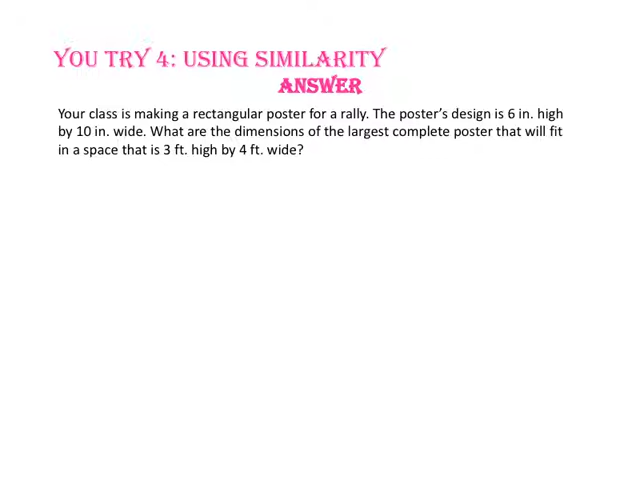 YOU TRY 4: USING SIMILARITY
ANSWER
Your class is making a rectangular poster for a rally. The poster’s design is 6 in. high
by 10 in. wide. What are the dimensions of the largest complete poster that will fit
in a space that is 3 ft. high by 4 ft. wide?